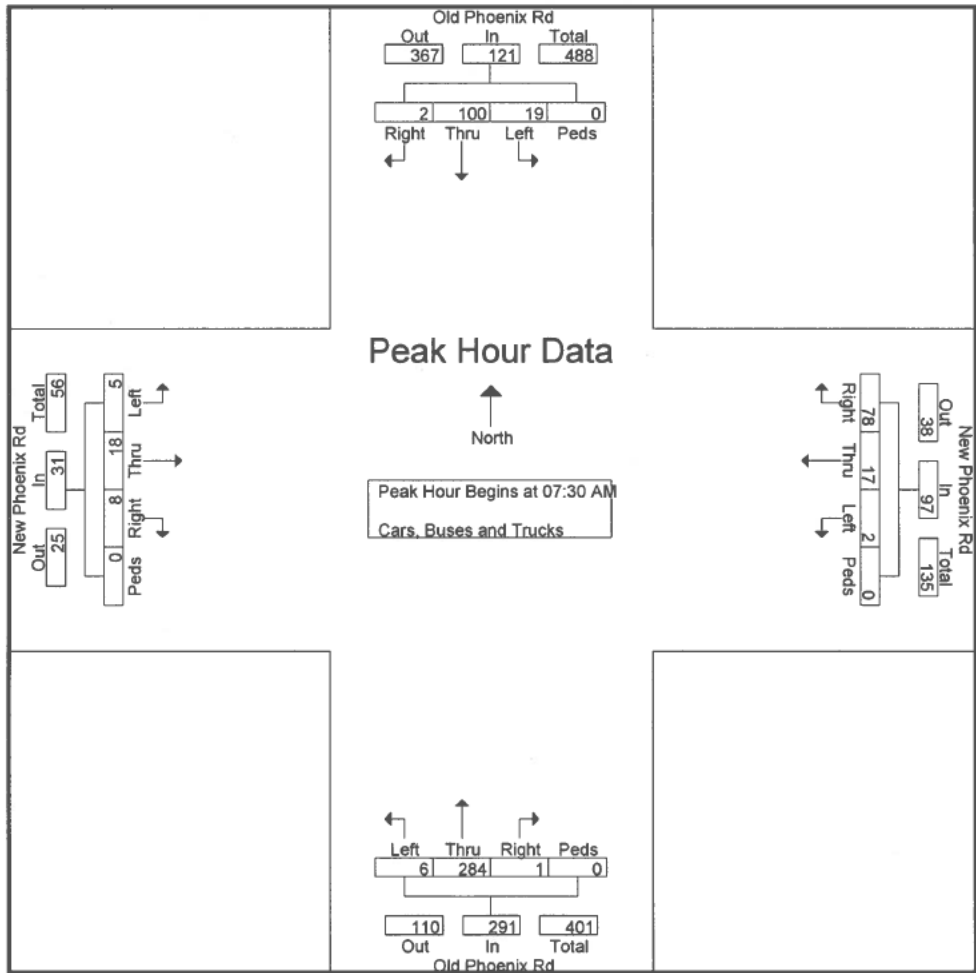 Old Phoenix Rd
Out In Total
367 121 488
2 100 19 0
Right Thru Left Peds
Peak Hour Data
North
Peak Hour Begins at 07:30 AM
Cars, Buses and Trucks
New Phoenix Rd
Out In Total
25 31 56
Left Thru Right Peds
5 18 8 0
Right Thru Left Peds
78 17 2 0
Out In Total
38 97 135
New Phoenix Rd
Left Thru Right Peds
6 284 1 0
110 291 401
Out In Total
Old Phoenix Rd